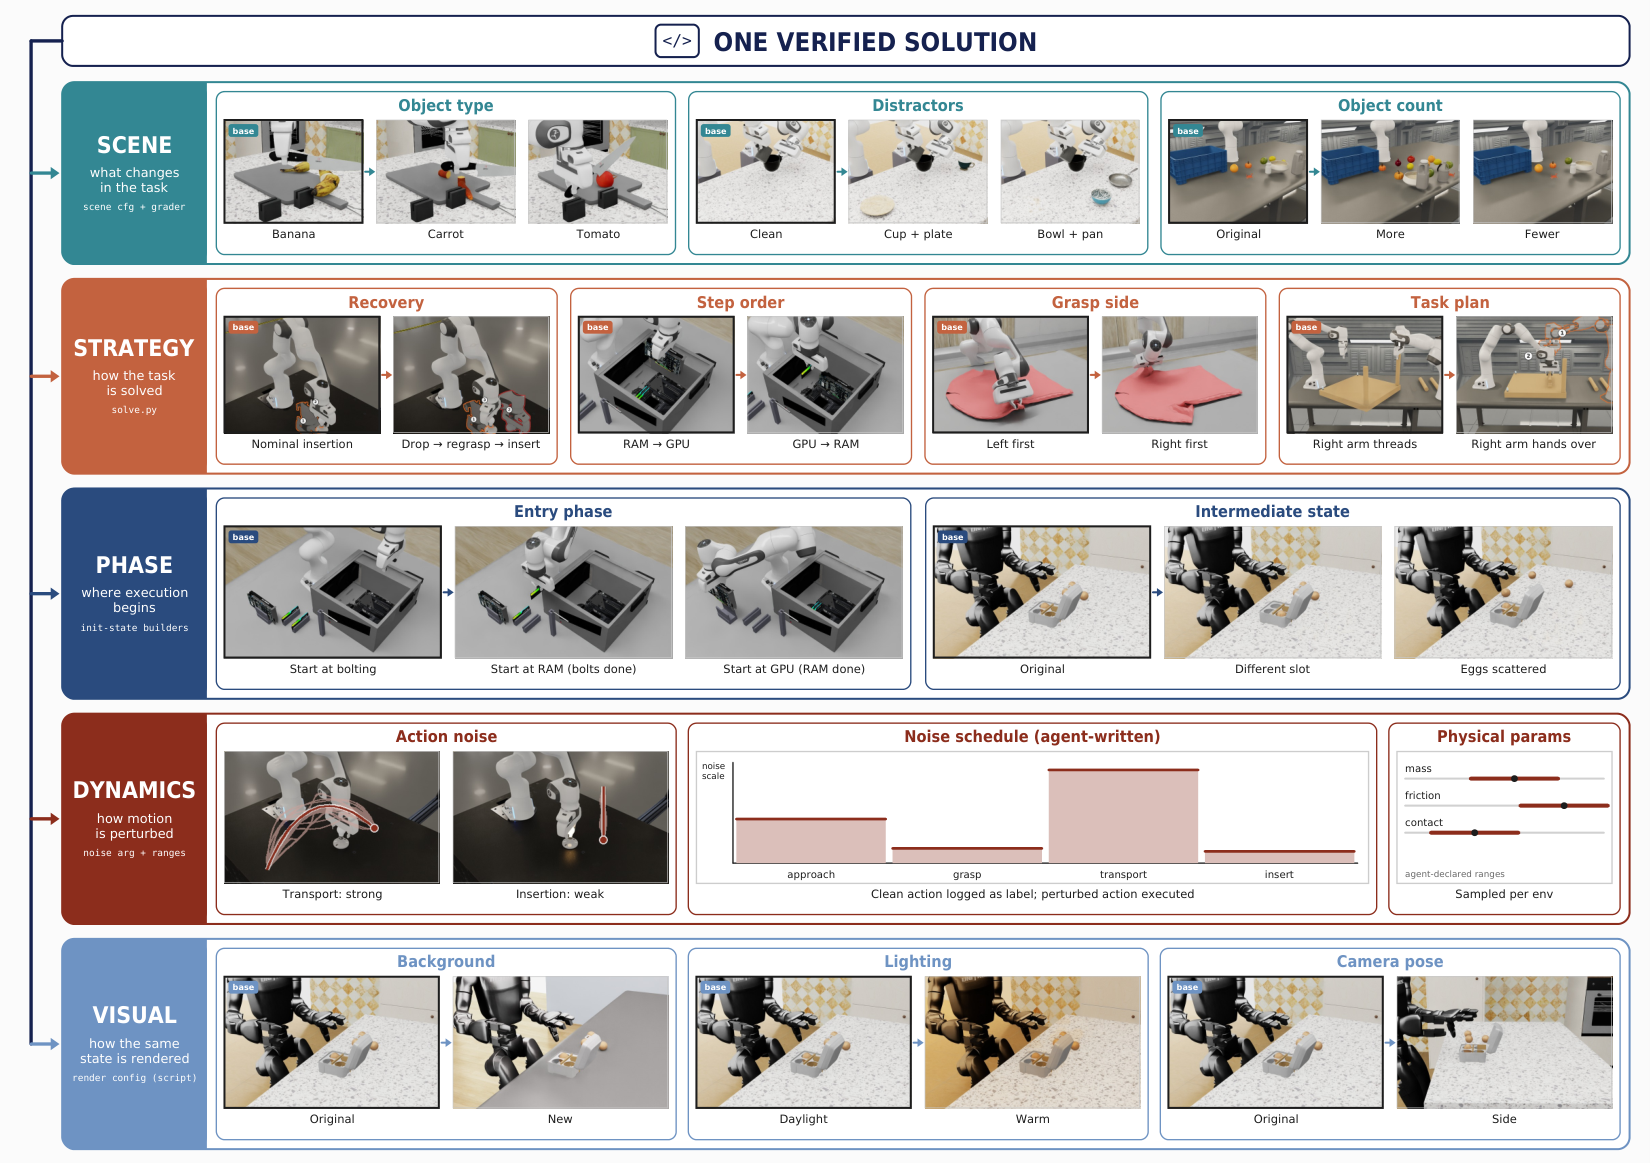 </> ONE VERIFIED SOLUTION
SCENE
what changes
in the task
scene cfg + grader
Object type
base
Banana
Carrot
Tomato
Distractors
base
Clean
Cup + plate
Bowl + pan
Object count
base
Original
More
Fewer
STRATEGY
how the task
is solved
solve.py
Recovery
base
Nominal insertion
Drop → regrasp → insert
Step order
base
RAM → GPU
GPU → RAM
Grasp side
base
Left first
Right first
Task plan
base
1
2
Right arm threads
Right arm hands over
PHASE
where execution
begins
init-state builders
Entry phase
base
Start at bolting
Start at RAM (bolts done)
Start at GPU (RAM done)
Intermediate state
base
Original
Different slot
Eggs scattered
DYNAMICS
how motion
is perturbed
noise arg + ranges
Action noise
Transport: strong
Insertion: weak
Noise schedule (agent-written)
noise
scale
approach
grasp
transport
insert
Clean action logged as label; perturbed action executed
Physical params
mass
friction
contact
agent-declared ranges
Sampled per env
VISUAL
how the same
state is rendered
render config (script)
Background
base
Original
New
Lighting
base
Daylight
Warm
Camera pose
base
Original
Side